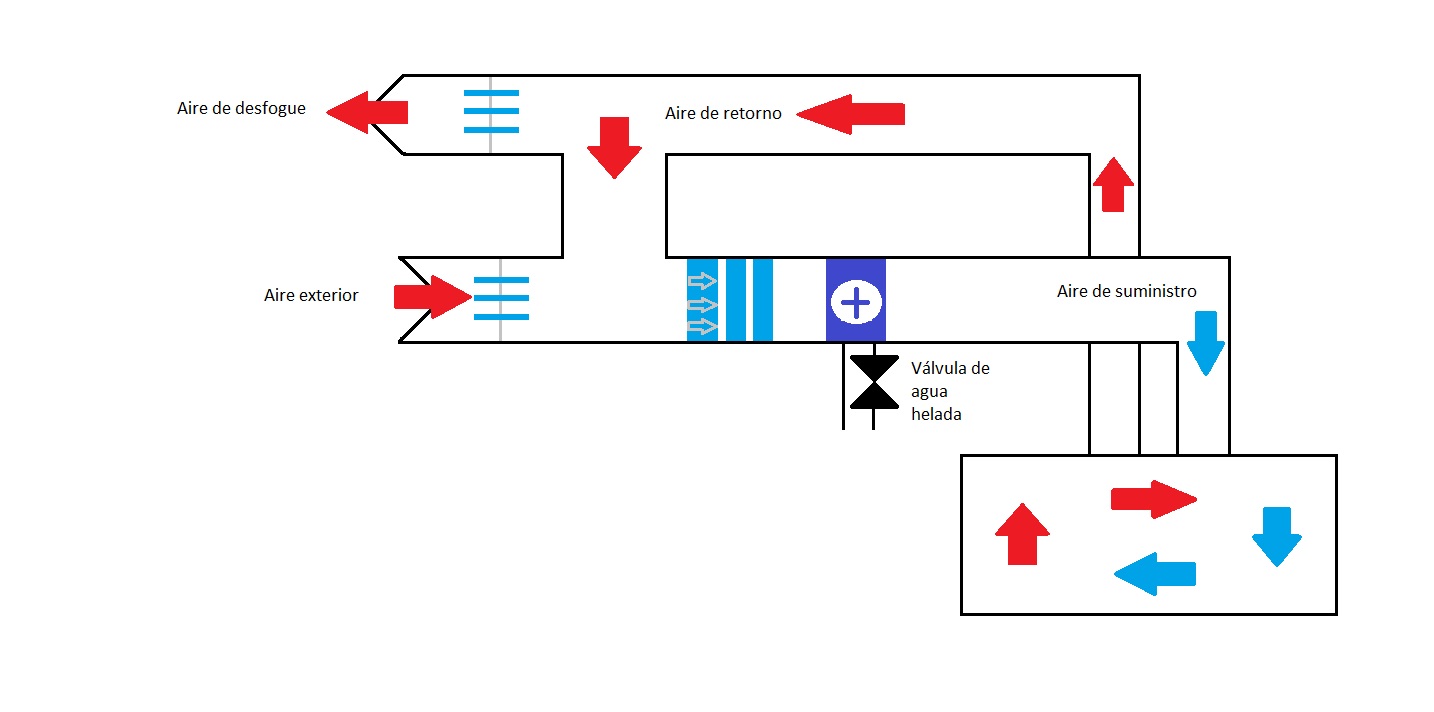 Aire de desfogue
Aire de retorno
Aire exterior
Aire de suministro
Válvula de
agua
helada